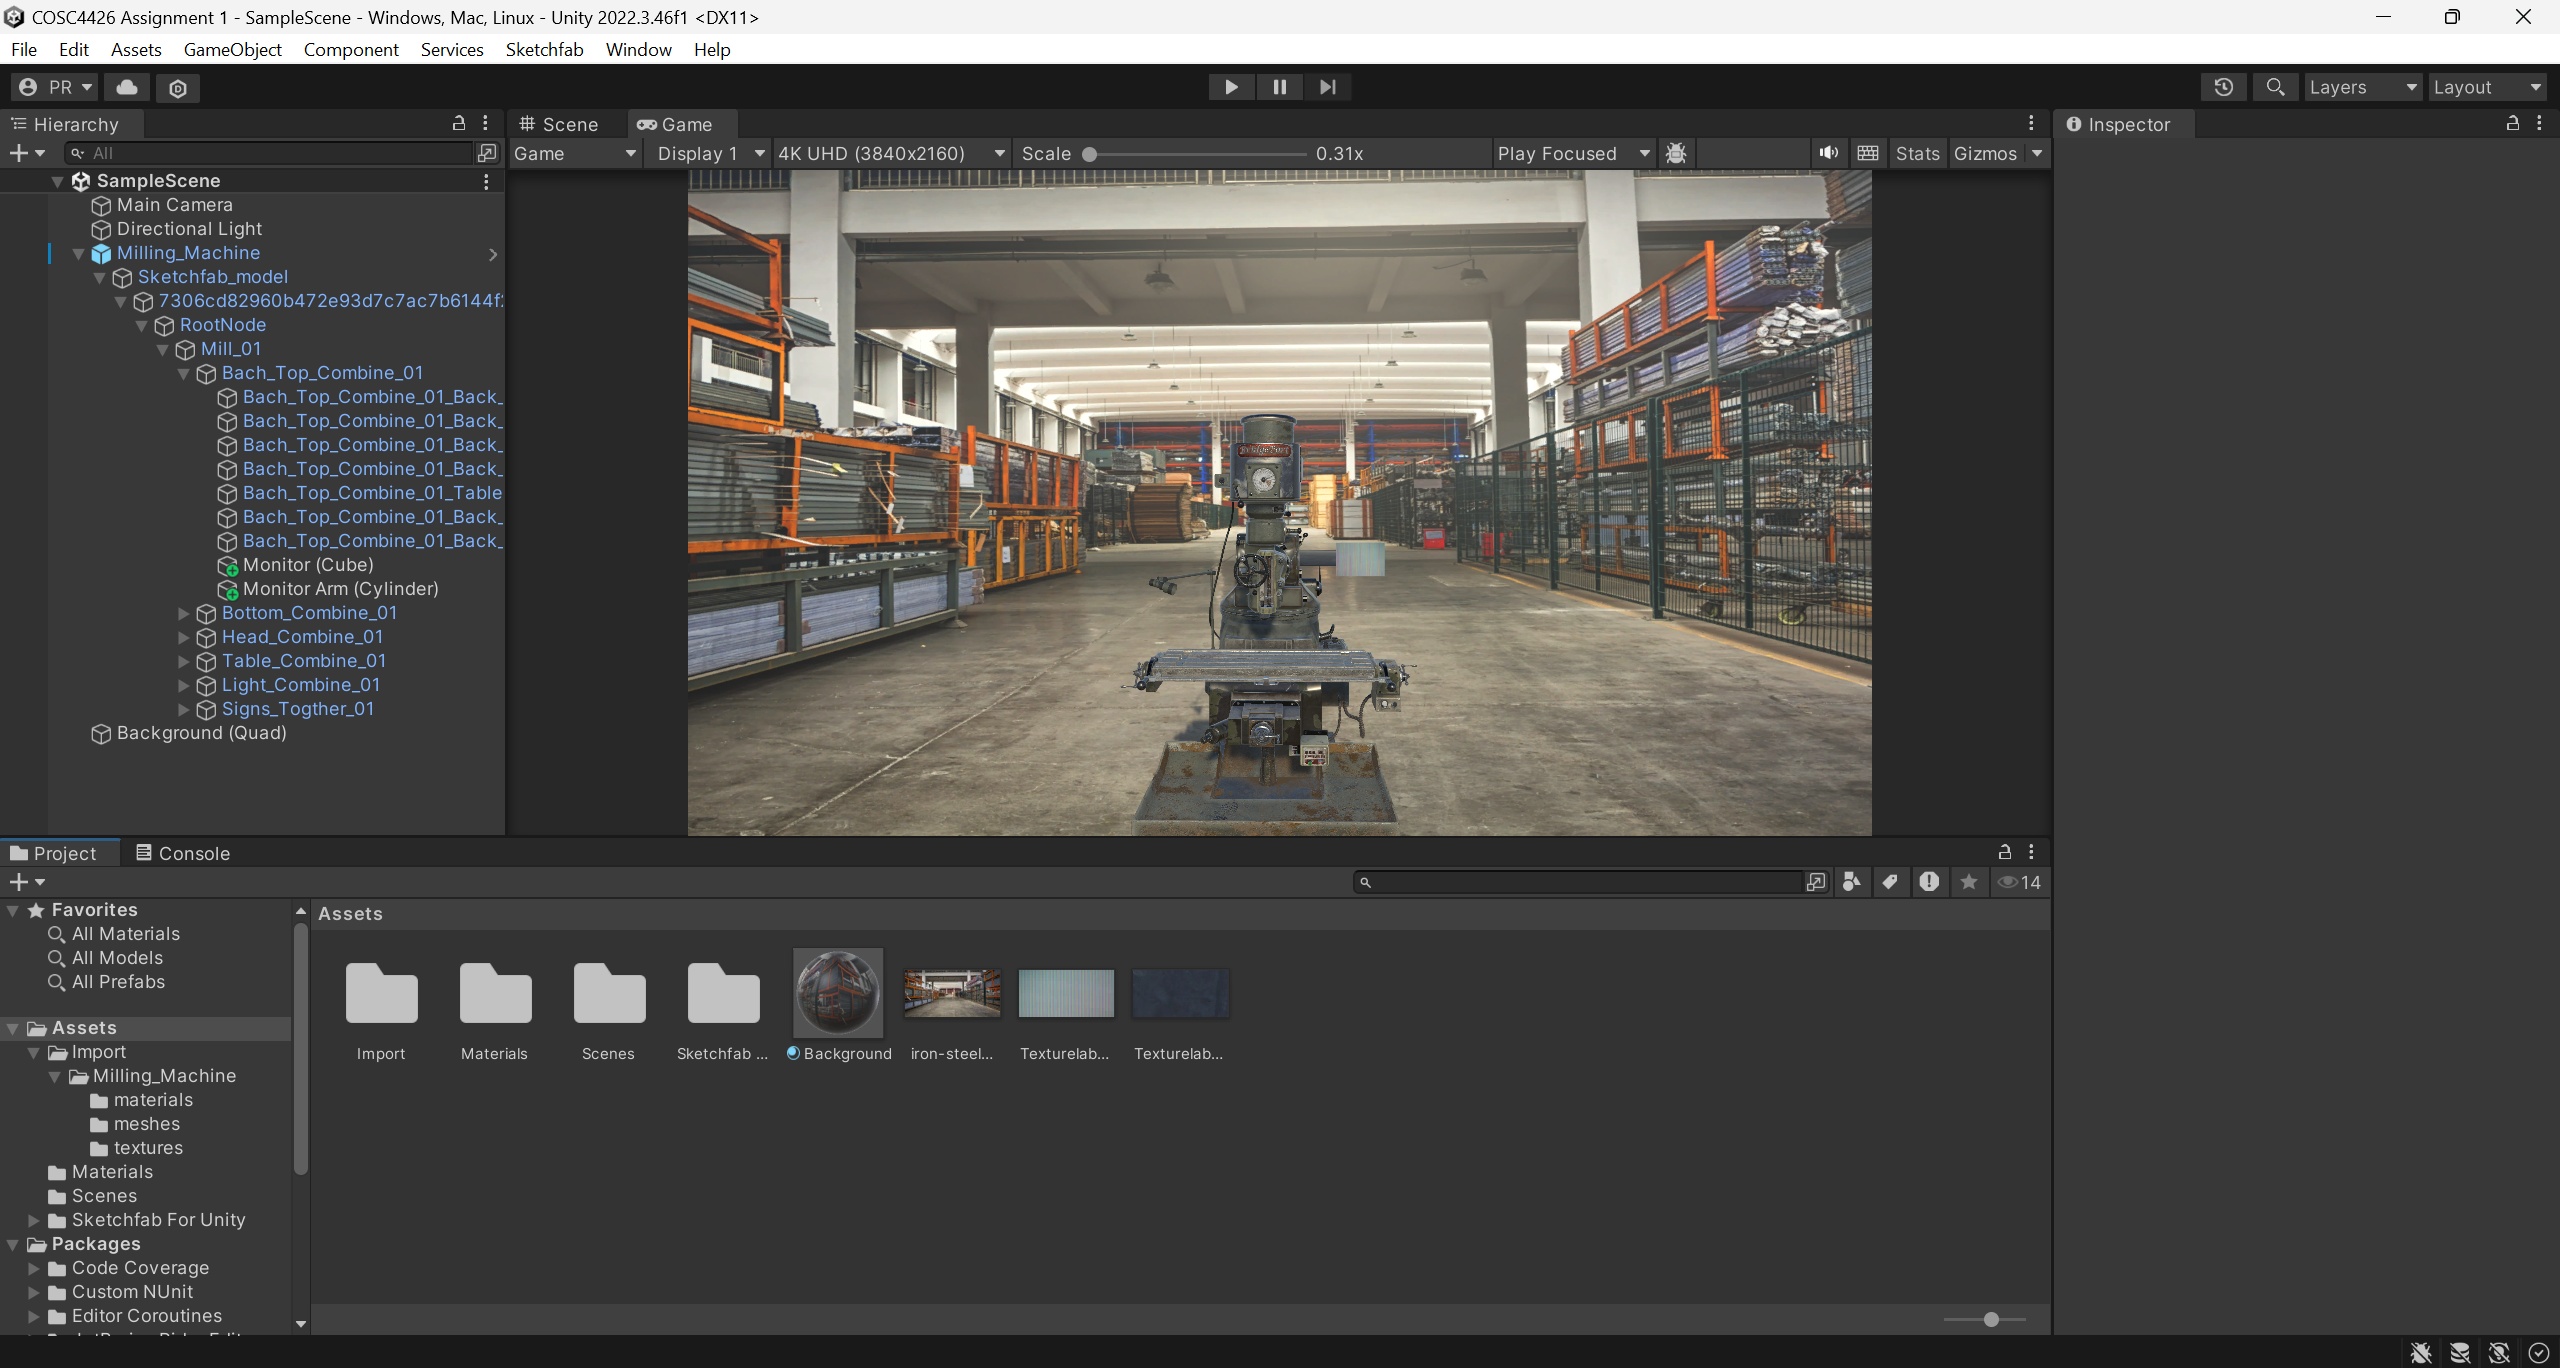 COSC4426 Assignment 1 - SampleScene - Windows, Mac, Linux - Unity 2022.3.46f1 <DX11>
File Edit Assets GameObject Component Services Sketchfab Window Help
PR Layers Layout
Hierarchy
All
SampleScene
Main Camera
Directional Light
Milling_Machine
Sketchfab_model
7306cd82960b472e93d7c7ac7b6144f
RootNode
Mill_01
Bach_Top_Combine_01
Bach_Top_Combine_01_Back_
Bach_Top_Combine_01_Back_
Bach_Top_Combine_01_Back_
Bach_Top_Combine_01_Back_
Bach_Top_Combine_01_Table
Bach_Top_Combine_01_Back_
Bach_Top_Combine_01_Back_
Monitor (Cube)
Monitor Arm (Cylinder)
Bottom_Combine_01
Head_Combine_01
Table_Combine_01
Light_Combine_01
Signs_Togther_01
Background (Quad)
Scene Game
Game Display 1 4K UHD (3840x2160) Scale 0.31x Play Focused Stats Gizmos
BridgePort
Inspector
Project Console
14
Favorites
All Materials
All Models
All Prefabs
Assets
Import
Milling_Machine
materials
meshes
textures
Materials
Scenes
Sketchfab For Unity
Packages
Code Coverage
Custom NUnit
Editor Coroutines
Assets
Import Materials Scenes Sketchfab ... Background iron-steel... Texturelab... Texturelab...